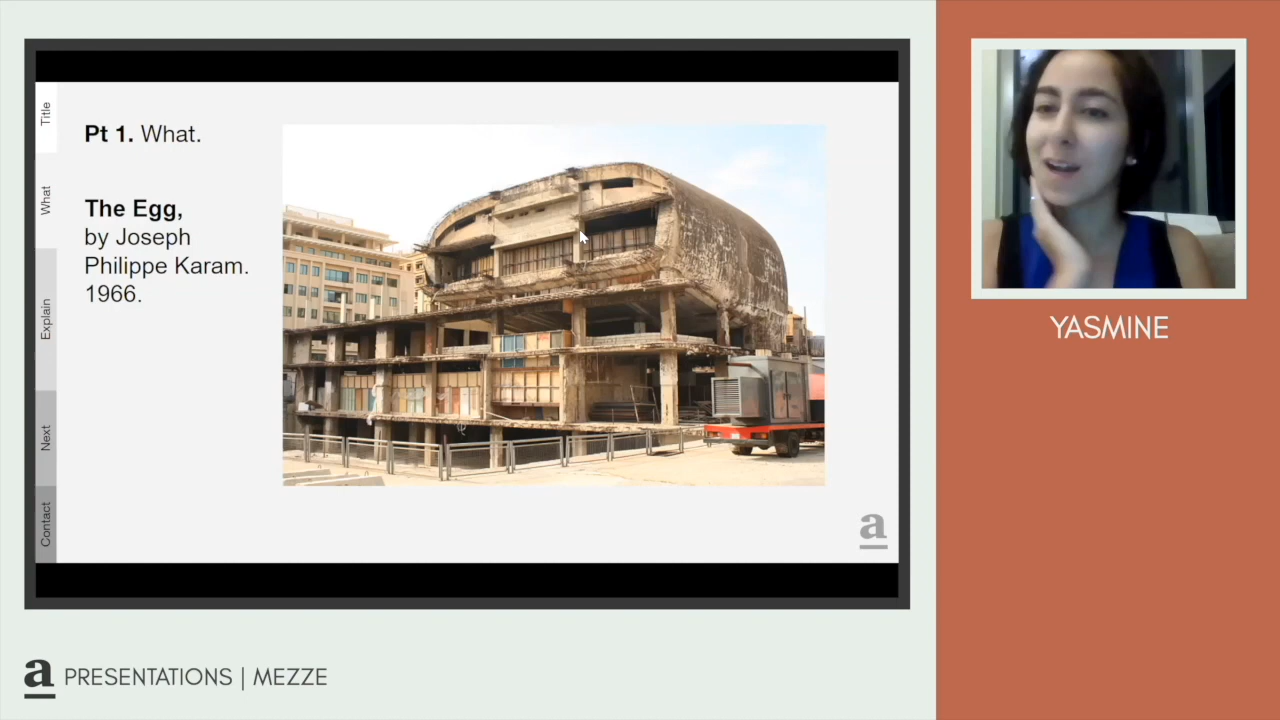 Title
What
Explain
Next
Contact
Pt 1. What.
The Egg,
by Joseph
Philippe Karam.
1966.
a
YASMINE
a PRESENTATIONS | MEZZE